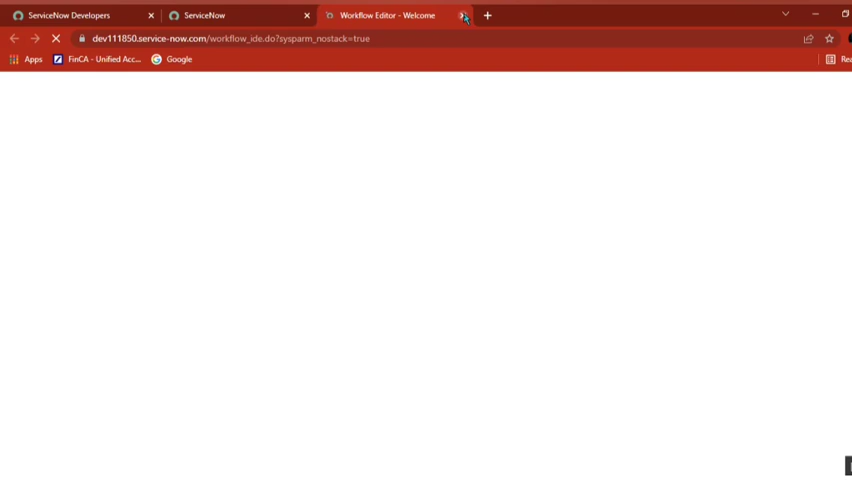 ServiceNow Developers
ServiceNow
Workflow Editor - Welcome
dev111850.service-now.com/workflow_ide.do?sysparm_nostack=true
Apps
FinCA - Unified Acc...
Google
Rea